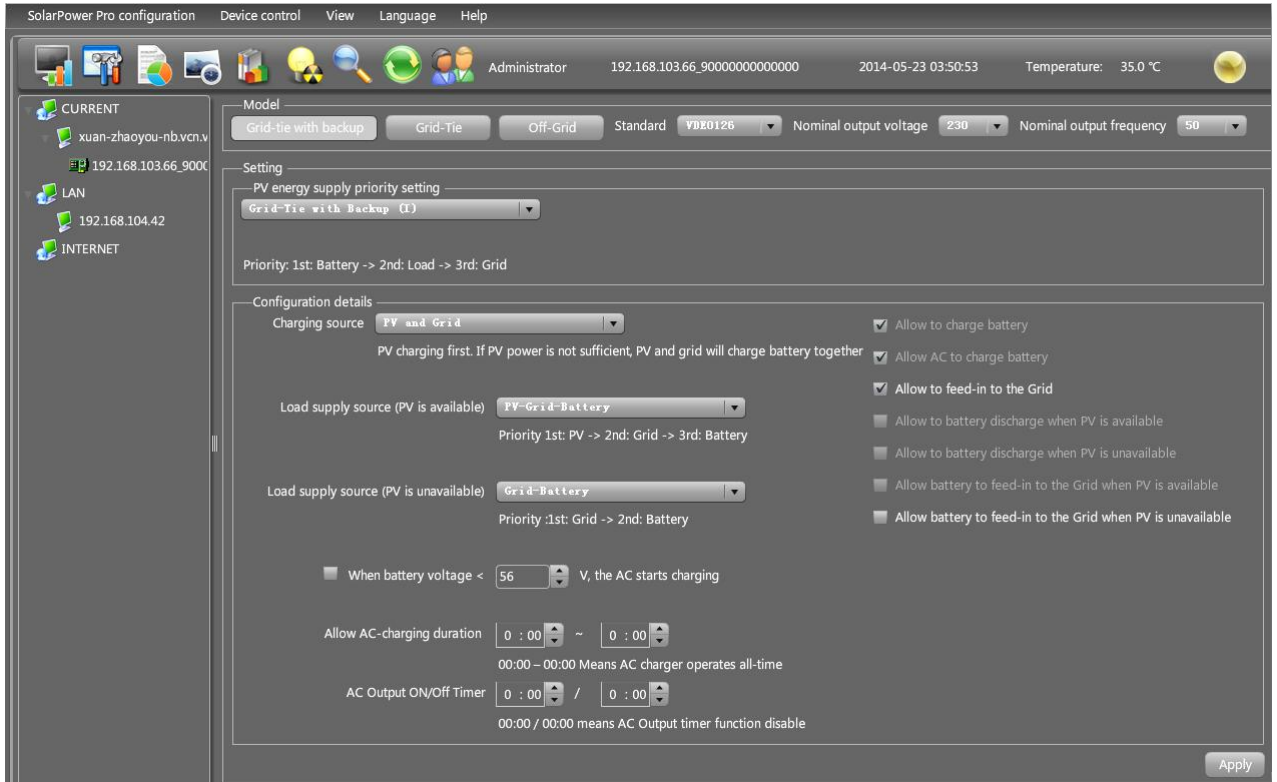 SolarPower Pro configuration Device control View Language Help
Administrator 192.168.103.66_90000000000000 2014-05-23 03:50:53 Temperature: 35.0 ℃
CURRENT
xuan-zhaoyou-nb.vcn.v
192.168.103.66_900(
LAN
192.168.104.42
INTERNET
Model
Grid-tie with backup Grid-Tie Off-Grid Standard VDE0126 Nominal output voltage 230 Nominal output frequency 50
Setting
PV energy supply priority setting
Grid-Tie with Backup (I)
Priority: 1st: Battery -> 2nd: Load -> 3rd: Grid
Configuration details
Charging source PV and Grid
PV charging first. If PV power is not sufficient, PV and grid will charge battery together
Load supply source (PV is available) PV-Grid-Battery
Priority 1st: PV -> 2nd: Grid -> 3rd: Battery
Load supply source (PV is unavailable) Grid-Battery
Priority :1st: Grid -> 2nd: Battery
When battery voltage < 56 V, the AC starts charging
Allow AC-charging duration 0 : 00 ~ 0 : 00
00:00 – 00:00 Means AC charger operates all-time
AC Output ON/Off Timer 0 : 00 / 0 : 00
00:00 / 00:00 means AC Output timer function disable
Allow to charge battery
Allow AC to charge battery
Allow to feed-in to the Grid
Allow to battery discharge when PV is available
Allow to battery discharge when PV is unavailable
Allow battery to feed-in to the Grid when PV is available
Allow battery to feed-in to the Grid when PV is unavailable
Apply